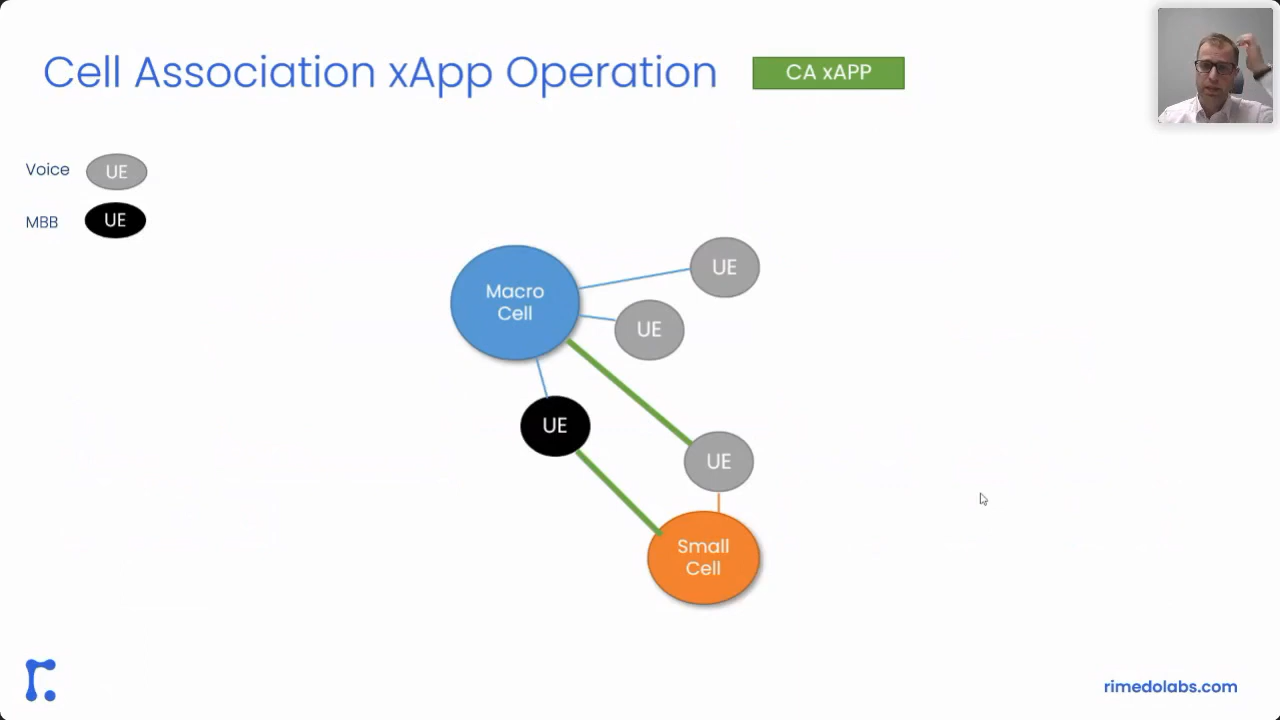 Cell Association xApp Operation
CA xAPP
Voice
UE
MBB
UE
Macro
Cell
UE
UE
UE
UE
Small
Cell
rimedolabs.com